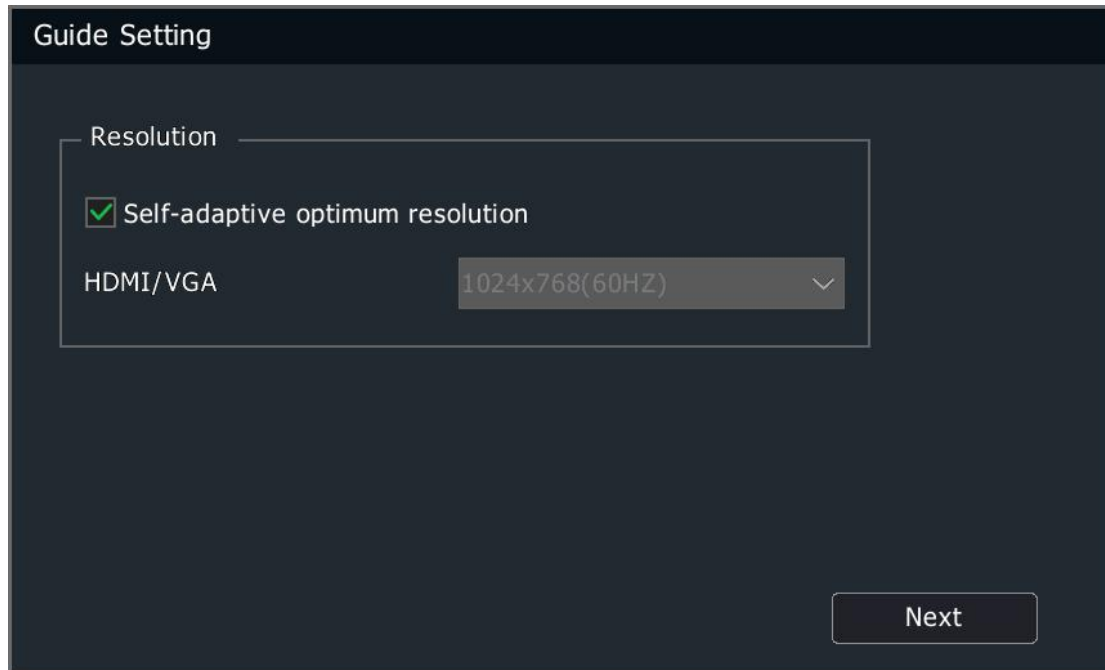 Guide Setting
Resolution
Self-adaptive optimum resolution
HDMI/VGA 1024x768(60HZ)
Next